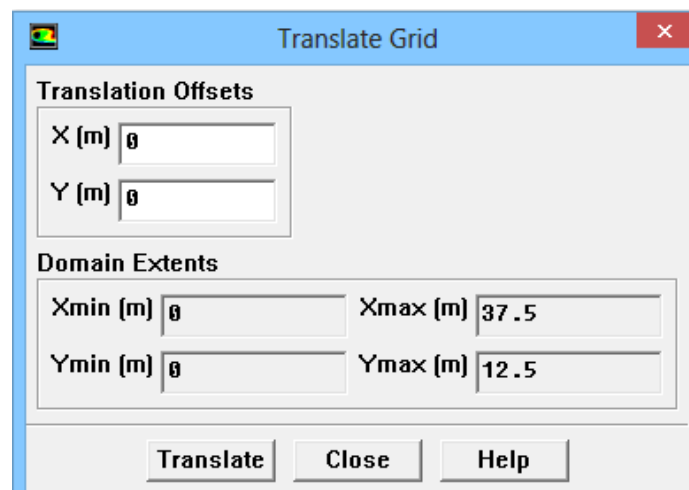 Translate Grid
Translation Offsets
X (m) 0
Y (m) 0
Domain Extents
Xmin (m) 0 Xmax (m) 37.5
Ymin (m) 0 Ymax (m) 12.5
Translate Close Help